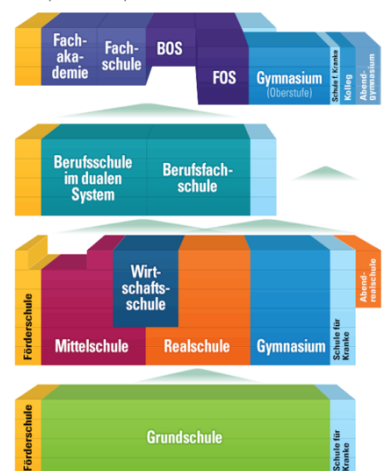 Fach-
aka-
demie
Fach-
schule
BOS
FOS
Gymnasium
(Oberstufe)
Schule f. Kranke
Kolleg
Abend-
gymnasium
Berufsschule
im dualen
System
Berufsfach-
schule
Förderschule
Mittelschule
Wirt-
schafts-
schule
Realschule
Gymnasium
Schule für
Kranke
Abend-
realschule
Förderschule
Grundschule
Schule für
Kranke